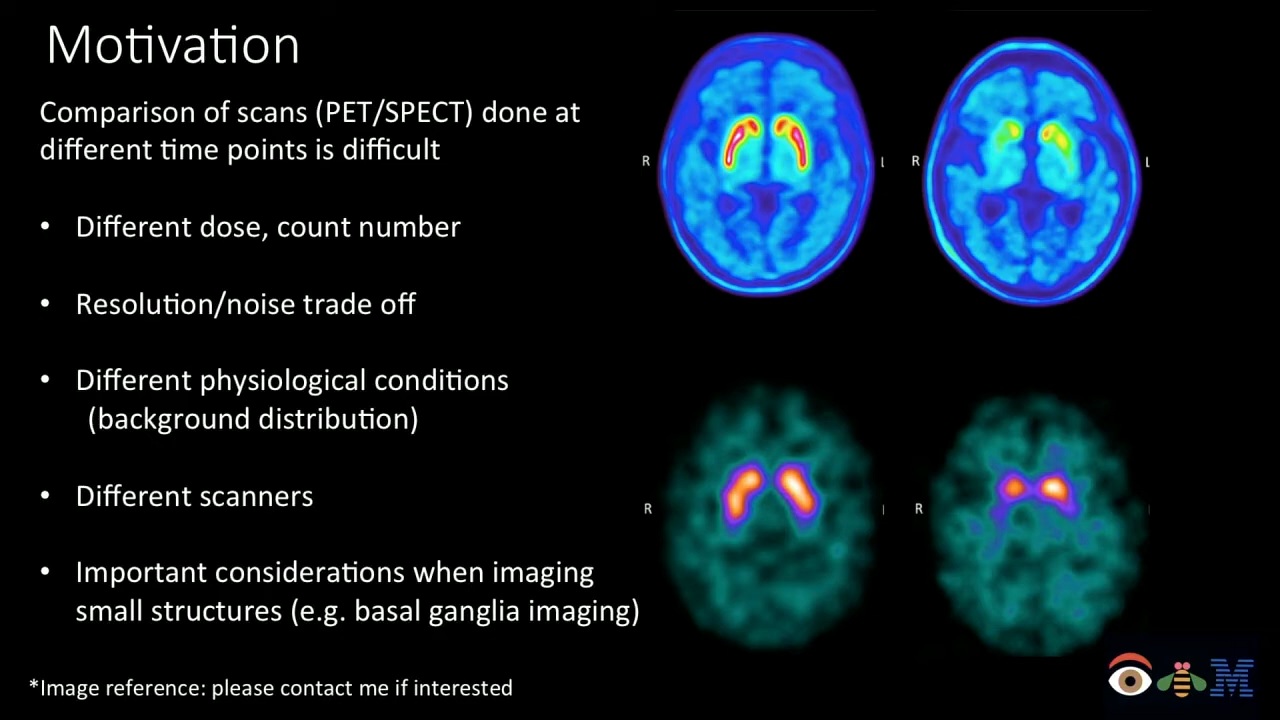 Motivation
Comparison of scans (PET/SPECT) done at
different time points is difficult
• Different dose, count number
• Resolution/noise trade off
• Different physiological conditions
(background distribution)
• Different scanners
• Important considerations when imaging
small structures (e.g. basal ganglia imaging)
*Image reference: please contact me if interested
R
L
R
L
R
R
M